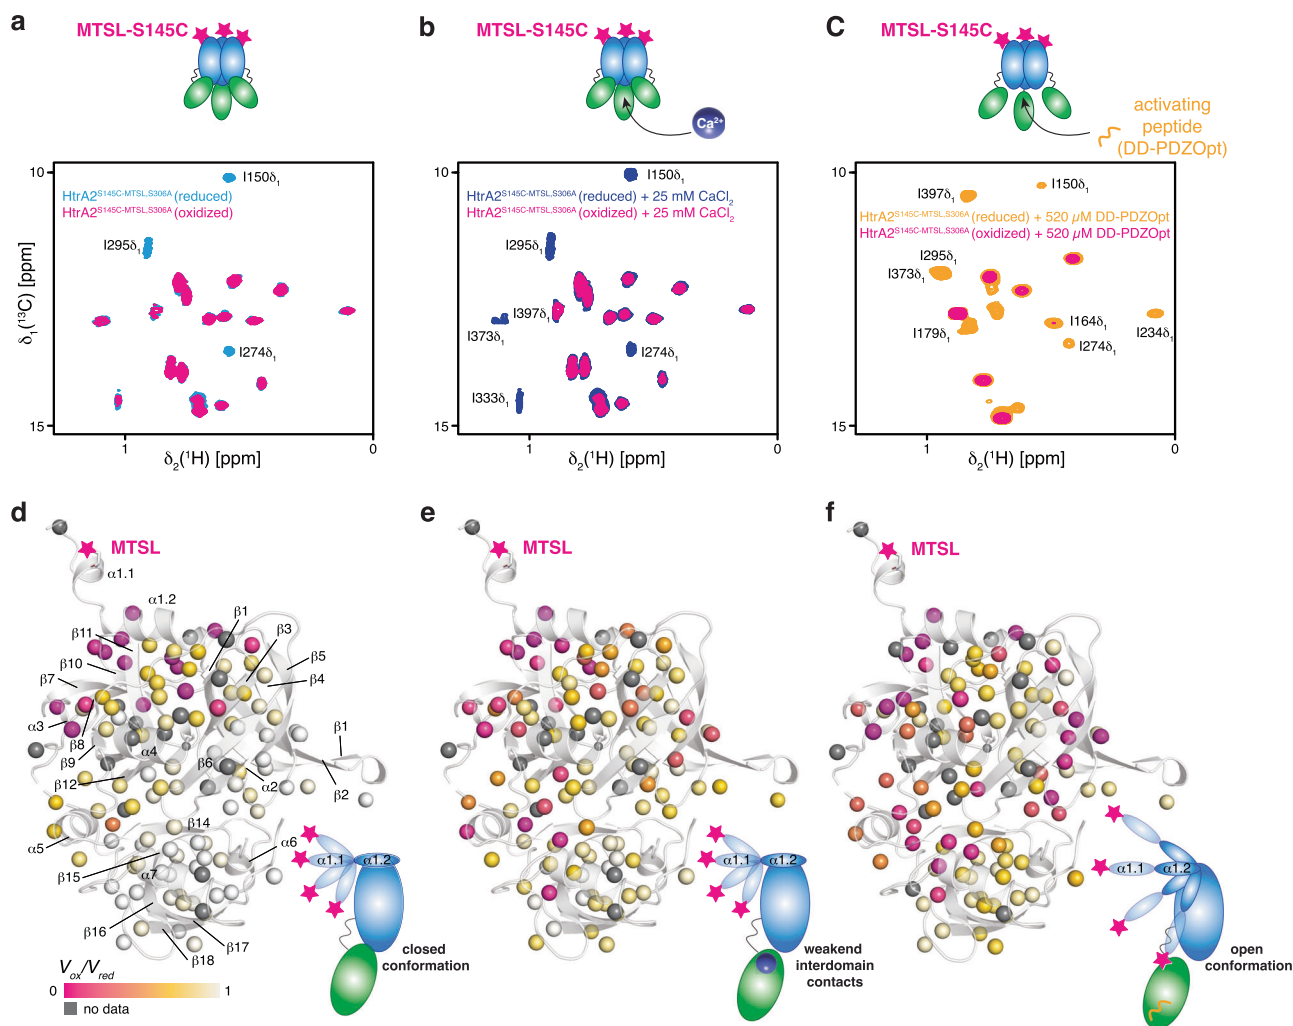 a
MTSL-S145C
b
MTSL-S145C
Ca2+
C
MTSL-S145C
activating
peptide
(DD-PDZOpt)
10
15
1
0
δ1(13C) [ppm]
δ2(1H) [ppm]
HtrA2S145C-MTSL,S306A (reduced)
HtrA2S145C-MTSL,S306A (oxidized)
I150δ1
I295δ1
I274δ1
10
15
1
0
δ2(1H) [ppm]
I150δ1
HtrA2S145C-MTSL,S306A (reduced) + 25 mM CaCl2
HtrA2S145C-MTSL,S306A (oxidized) + 25 mM CaCl2
I295δ1
I397δ1
I373δ1
I274δ1
I333δ1
10
15
1
0
δ2(1H) [ppm]
I397δ1
I150δ1
HtrA2S145C-MTSL,S306A (reduced) + 520 µM DD-PDZOpt
HtrA2S145C-MTSL,S306A (oxidized) + 520 µM DD-PDZOpt
I295δ1
I373δ1
I179δ1
I164δ1
I234δ1
I274δ1
d
MTSL
α1.1
α1.2
β1
β11
β3
β10
β5
β7
β4
α3
β8
β1
β9
α4
β6
β12
α2
β2
β14
α6
α5
β15
α7
β16
β17
β18
α1.1
α1.2
closed
conformation
Vox/Vred
0
1
no data
e
MTSL
α1.1
α1.2
weakend
interdomain
contacts
f
MTSL
α1.1
α1.2
open
conformation